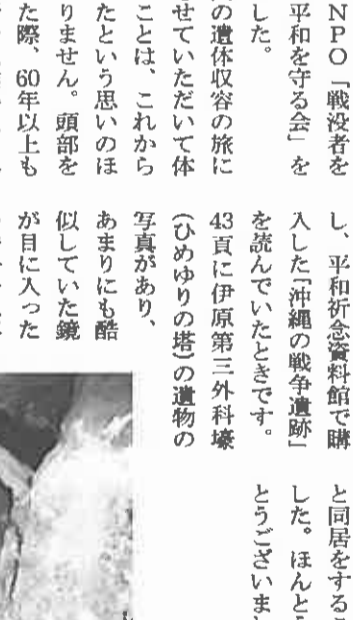 NPO「戦没者を
平和を守る会」を
した。
の遺体収容の旅に
せていただいて体
ことは、これから
たという思いのほ
りません。頭部を
た際、60年以上も
し、平和祈念資料館で購
入した「沖縄の戦争遺跡」
を読んでいたときです。
43頁に伊原第三外科壕
(ひめゆりの塔)の遺物の
写真があり、
あまりにも酷
似していた鏡
が目に入った
と同居をするこ
した。ほんとう
とうございまし